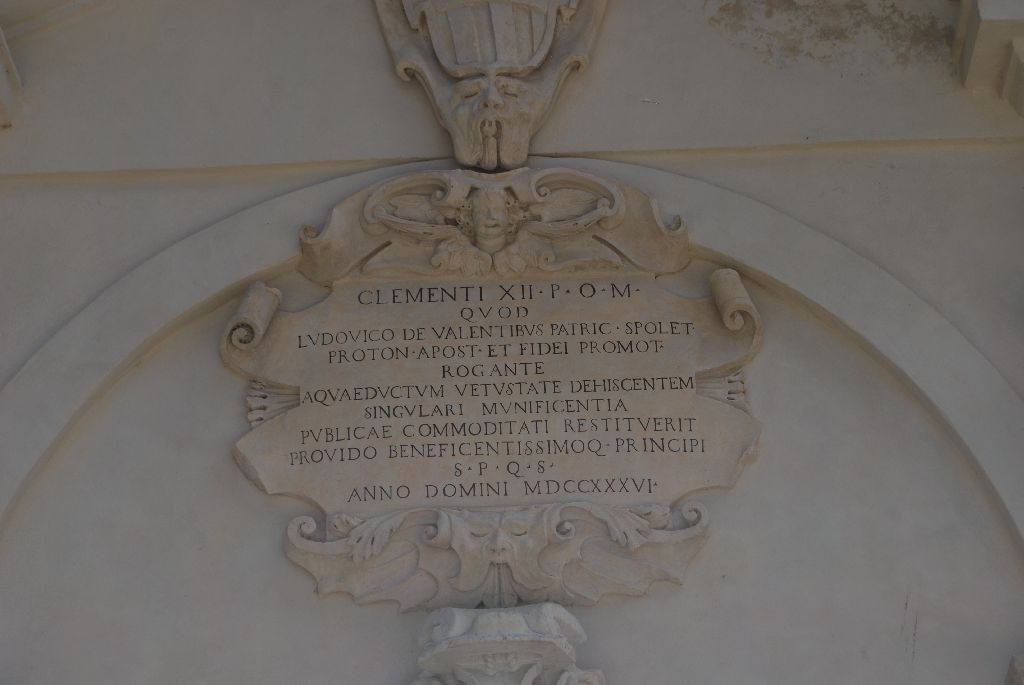 CLEMENTI XII·P·O·M·
QVOD
LVDOVICO DE VALENTIBVS PATRIC·SPOLET·
PROTON·APOST·ET FIDEI PROMOT·
ROGANTE
AQVAEDVCTVM VETVSTATE DEHISCENTEM
SINGVLARI MVNIFICENTIA
PVBLICAE COMMODITATI RESTITVERIT
PROVIDO BENEFICENTISSIMOQ·PRINCIPI
S·P·Q·S·
ANNO DOMINI MDCCXXXVI·